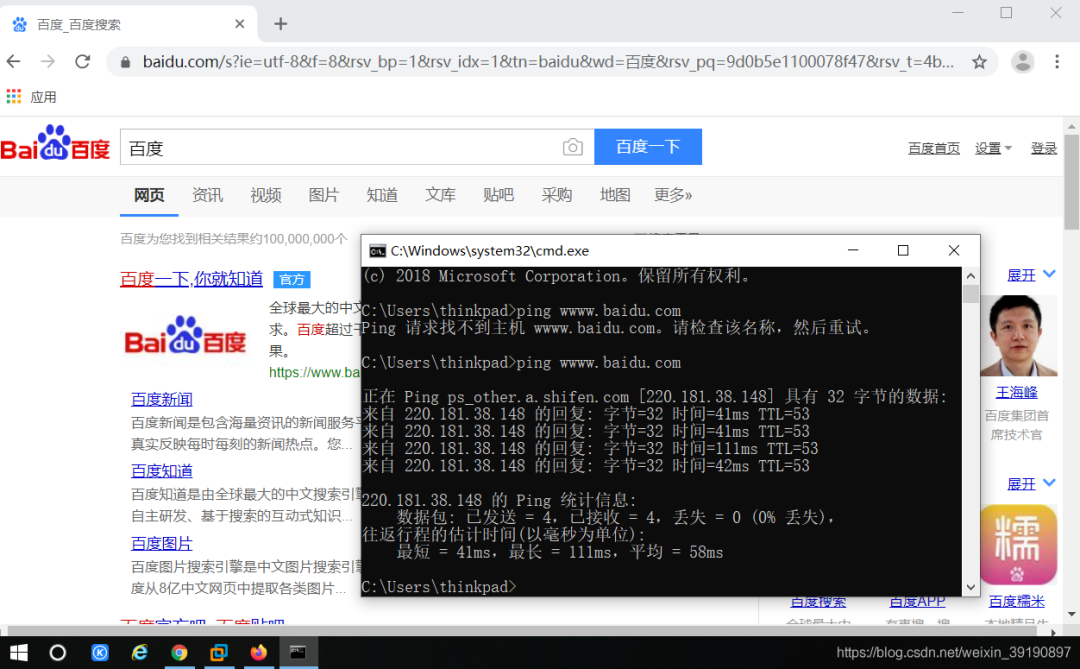 百度_百度搜索
baidu.com/s?ie=utf-8&f=8&rsv_bp=1&rsv_idx=1&tn=baidu&wd=百度&rsv_pq=9d0b5e1100078f47&rsv_t=4b...
应用
Bai du 百度
百度
百度一下
百度首页 设置 登录
网页 资讯 视频 图片 知道 文库 贴吧 采购 地图 更多»
百度为您找到相关结果约100,000,000个
百度一下,你就知道 官方
全球最大的中文
Bai du 百度
求。百度超过千
果。
https://www.ba
百度新闻
百度新闻是包含海量资讯的新闻服务平
真实反映每时每刻的新闻热点。您...
百度知道
百度知道是由全球最大的中文搜索引擎
自主研发、基于搜索的互动式知识...
百度图片
百度图片搜索引擎是中文图片搜索引擎
度从8亿中文网页中提取各类图片...
百度官方吧 百度贴吧
C:\Windows\system32\cmd.exe
(c) 2018 Microsoft Corporation。保留所有权利。
C:\Users\thinkpad>ping wwww.baidu.com
Ping 请求找不到主机 wwww.baidu.com。请检查该名称，然后重试。
C:\Users\thinkpad>ping wwww.baidu.com
正在 Ping ps_other.a.shifen.com [220.181.38.148] 具有 32 字节的数据:
来自 220.181.38.148 的回复: 字节=32 时间=41ms TTL=53
来自 220.181.38.148 的回复: 字节=32 时间=41ms TTL=53
来自 220.181.38.148 的回复: 字节=32 时间=111ms TTL=53
来自 220.181.38.148 的回复: 字节=32 时间=42ms TTL=53
220.181.38.148 的 Ping 统计信息:
数据包: 已发送 = 4，已接收 = 4，丢失 = 0 (0% 丢失)，
往返行程的估计时间(以毫秒为单位):
最短 = 41ms，最长 = 111ms，平均 = 58ms
C:\Users\thinkpad>
展开
王海峰
百度集团首
席技术官
展开
糯
百度搜索 百度APP 百度糯米
https://blog.csdn.net/weixin_39190897